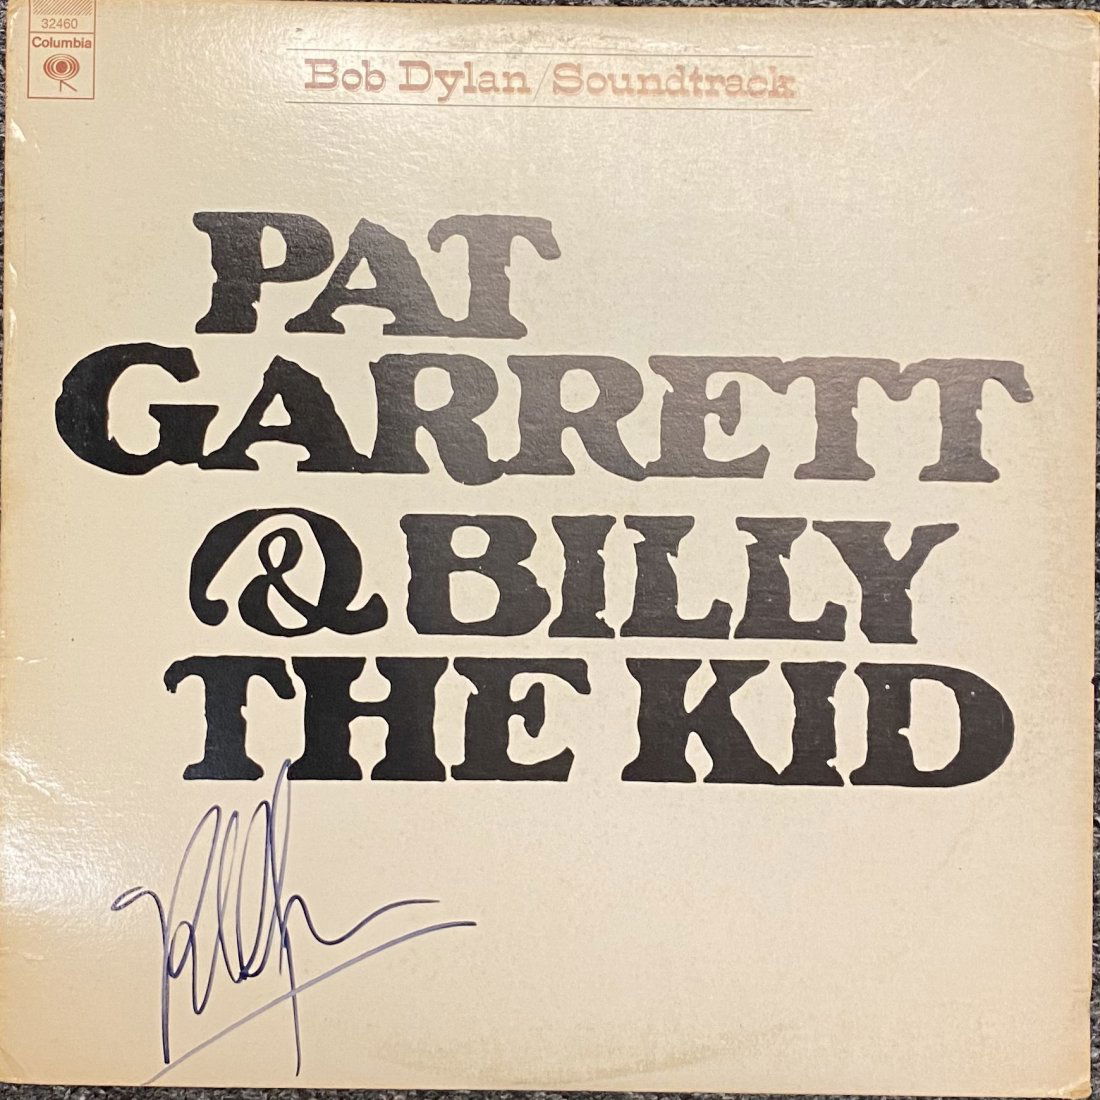 32460
Columbia
Bob Dylan/Soundtrack
PAT
GARRETT
& BILLY
THE KID